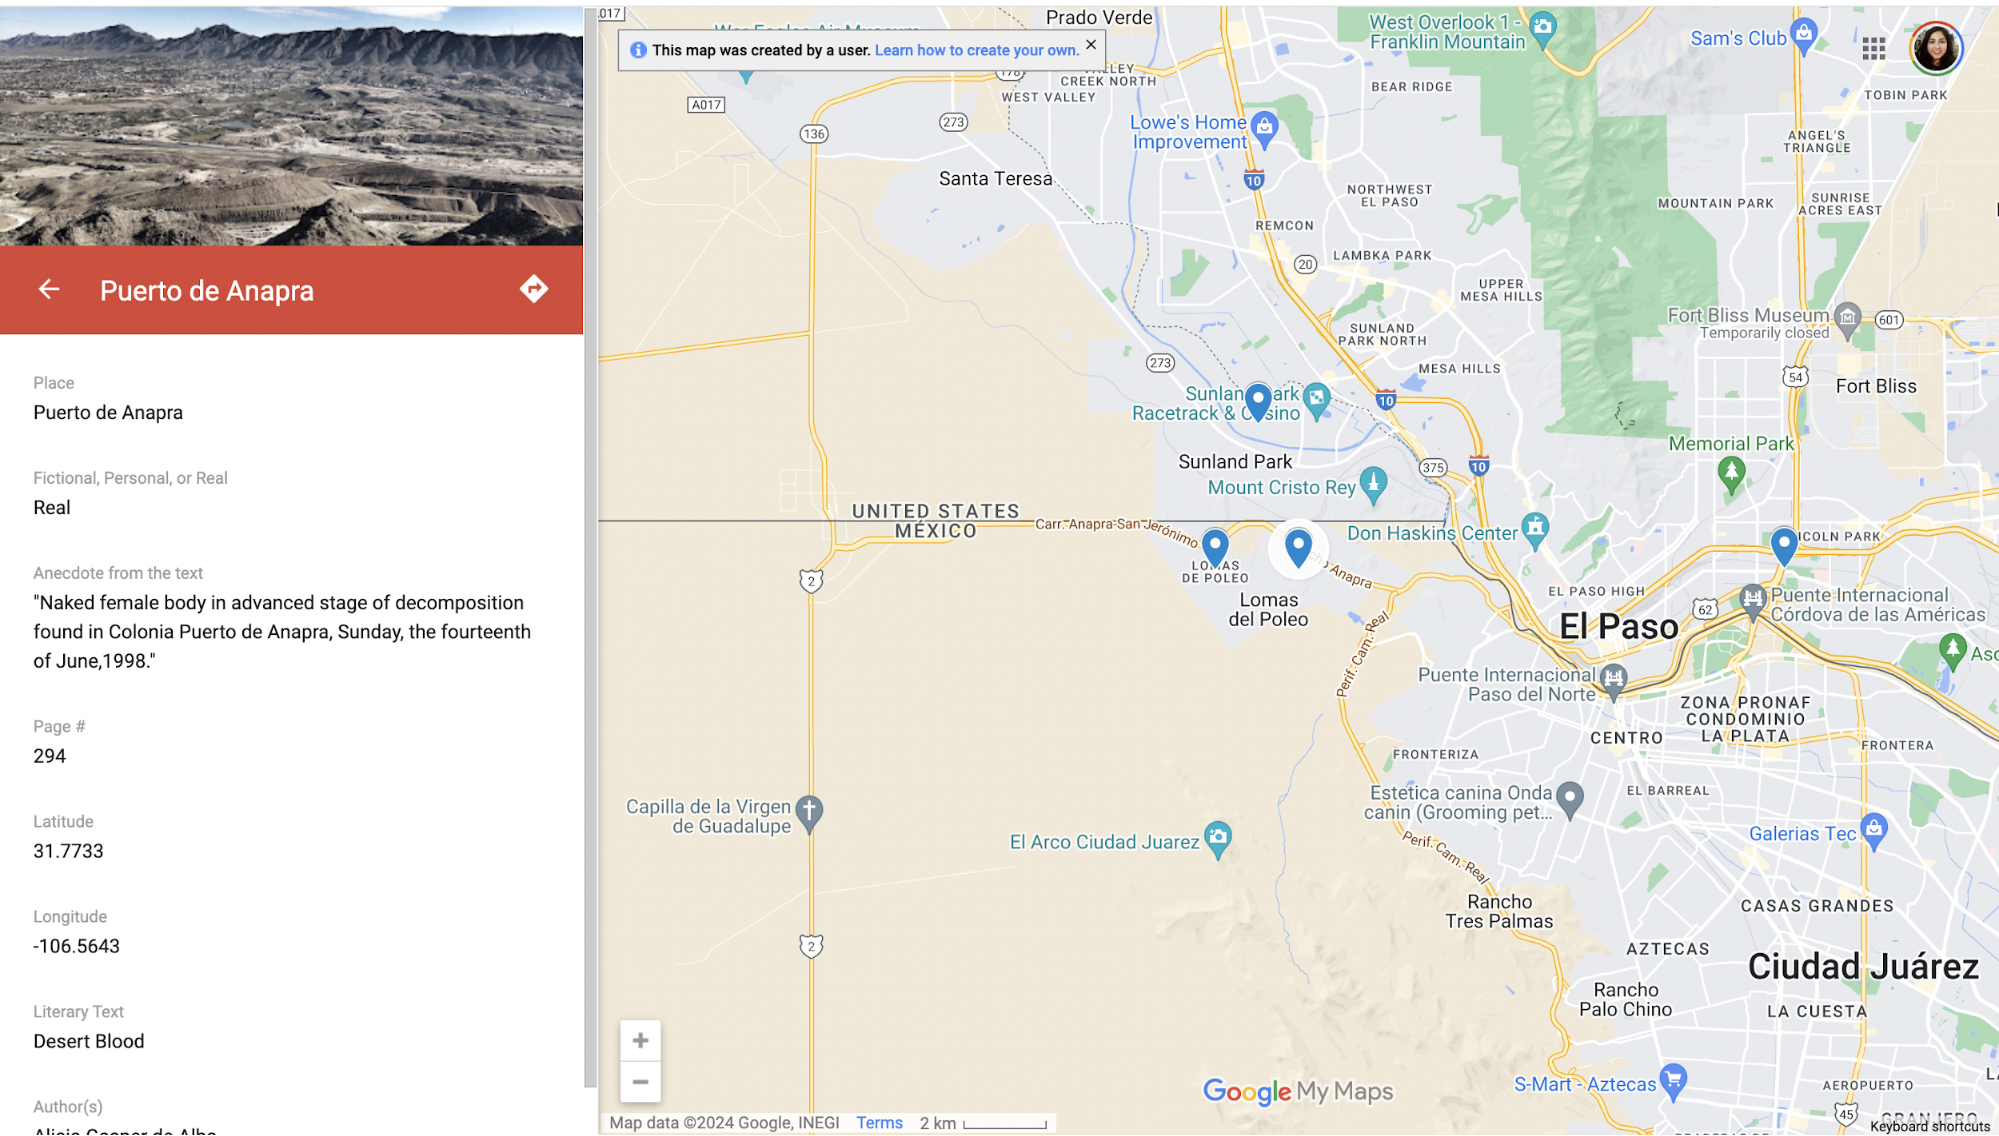 Puerto de Anapra
Place
Puerto de Anapra
Fictional, Personal, or Real
Real
Anecdote from the text
"Naked female body in advanced stage of decomposition
found in Colonia Puerto de Anapra, Sunday, the fourteenth
of June,1998."
Page #
294
Latitude
31.7733
Longitude
-106.5643
Literary Text
Desert Blood
Author(s)
This map was created by a user. Learn how to create your own.
Prado Verde
West Overlook 1 -
Franklin Mountain
Sam's Club
TOBIN PARK
BEAR RIDGE
CREEK NORTH
WEST VALLEY
A017
136
273
Lowe's Home
Improvement
10
ANGEL'S
TRIANGLE
Santa Teresa
NORTHWEST
EL PASO
MOUNTAIN PARK
SUNRISE
ACRES EAST
REMCON
20
LAMBKA PARK
UPPER
MESA HILLS
SUNLAND
PARK NORTH
Fort Bliss Museum
Temporarily closed
601
273
MESA HILLS
54
Fort Bliss
10
Racetrack &
Memorial Park
Sunland Park
375
10
Mount Cristo Rey
UNITED STATES
MÉXICO
Carr. Anapra-San Jerónimo
Don Haskins Center
Anapra
LOMAS
DE POLEO
Lomas
del Poleo
2
EL PASO HIGH
62
El Paso
Puente Internacional
Córdova de las Américas
Perif. Cam. Real
Puente Internacional
Paso del Norte
ZONA PRONAF
CONDOMINIO
LA PLATA
CENTRO
FRONTERA
FRONTERIZA
EL BARREAL
Estetica canina Onda
canin (Grooming pet...
Capilla de la Virgen
de Guadalupe
El Arco Ciudad Juarez
Galerias Tec
Perif. Cam. Real
Rancho
Tres Palmas
CASAS GRANDES
2
AZTECAS
Ciudad Juárez
Rancho
Palo Chino
LA CUESTA
S-Mart - Aztecas
AEROPUERTO
45
Google My Maps
Map data ©2024 Google, INEGI Terms 2 km
Keyboard shortcuts